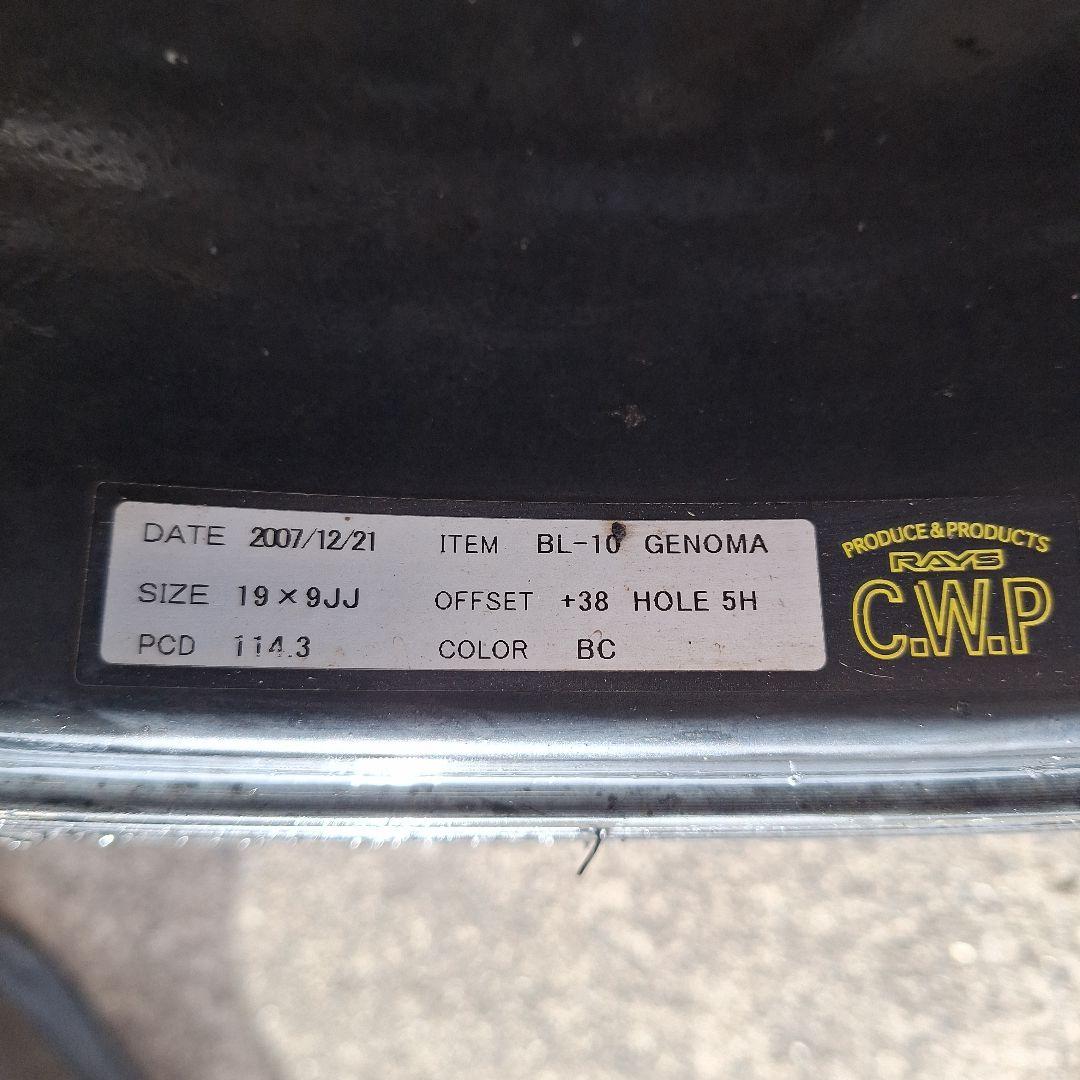 DATE 2007/12/21 ITEM BL-10 GENOMA
SIZE 19×9JJ OFFSET +38 HOLE 5H
PCD 114.3 COLOR BC
PRODUCE&PRODUCTS
RAYS
C.W.P